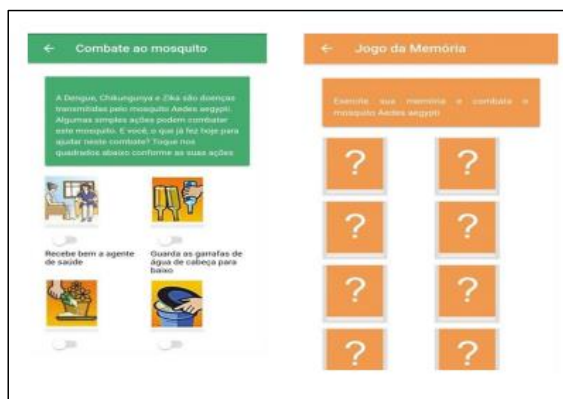 Combate ao mosquito
A Dengue, Chikungunya e Zika são doenças
transmitidas pelo mosquito Aedes aegypti.
Algumas simples ações podem combater
este mosquito. E você, o que já fez hoje para
ajudar neste combate? Toque nos
quadrados abaixo conforme as suas ações
Recebe bem a agente
de saúde
Guarda as garrafas de
água de cabeça para
baixo
Jogo da Memória
Exercite sua memória e combata o
mosquito Aedes aegypti
? ?
? ?
? ?
? ?